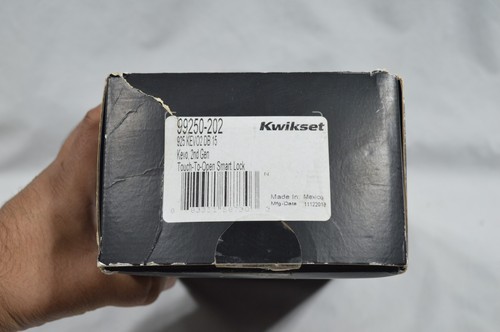 99250-202
Kwikset
925 KEVO2 DB 15
Kevo, 2nd Gen
Touch-To-Open Smart Lock
Made In: Mexico
Mfg Date